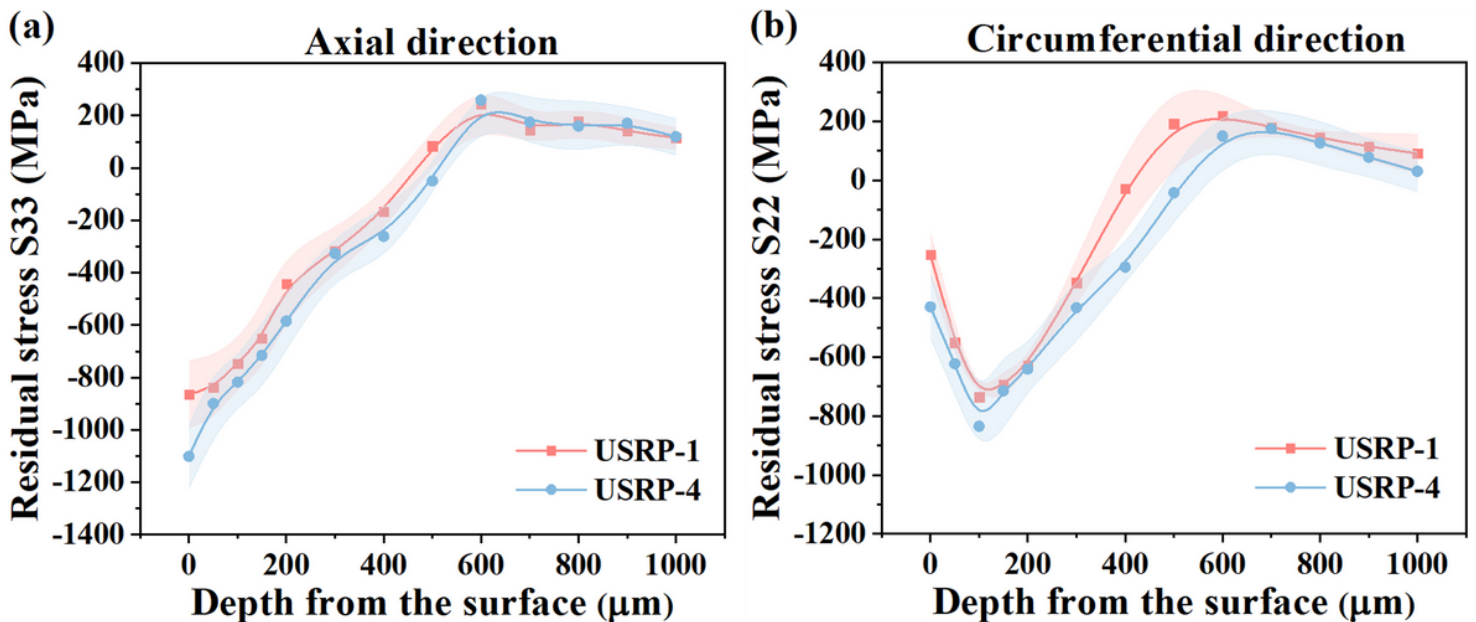 (a)
Axial direction
Residual stress S33 (MPa)
400
200
0
-200
-400
-600
-800
-1000
-1200
-1400
USRP-1
USRP-4
0 200 400 600 800 1000
Depth from the surface (μm)
(b)
Circumferential direction
Residual stress S22 (MPa)
400
200
0
-200
-400
-600
-800
-1000
-1200
USRP-1
USRP-4
0 200 400 600 800 1000
Depth from the surface (μm)